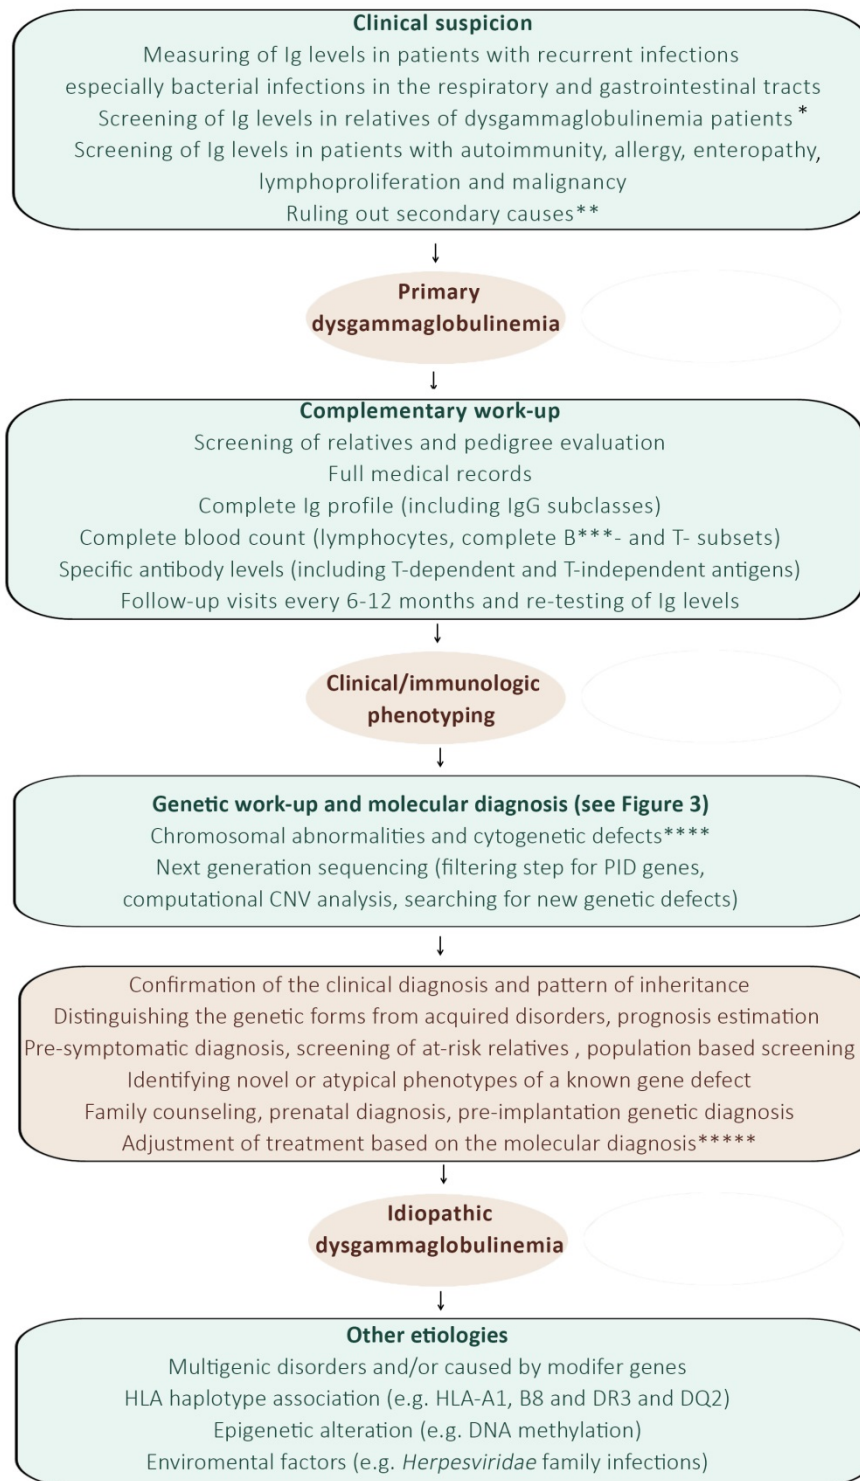 Clinical suspicion
Measuring of Ig levels in patients with recurrent infections
especially bacterial infections in the respiratory and gastrointestinal tracts
Screening of Ig levels in relatives of dysgammaglobulinemia patients*
Screening of Ig levels in patients with autoimmunity, allergy, enteropathy,
lymphoproliferation and malignancy
Ruling out secondary causes**
↓
Primary
dysgammaglobulinemia
↓
Complementary work-up
Screening of relatives and pedigree evaluation
Full medical records
Complete Ig profile (including IgG subclasses)
Complete blood count (lymphocytes, complete B***- and T- subsets)
Specific antibody levels (including T-dependent and T-independent antigens)
Follow-up visits every 6-12 months and re-testing of Ig levels
↓
Clinical/immunologic
phenotyping
↓
Genetic work-up and molecular diagnosis (see Figure 3)
Chromosomal abnormalities and cytogenetic defects****
Next generation sequencing (filtering step for PID genes,
computational CNV analysis, searching for new genetic defects)
↓
Confirmation of the clinical diagnosis and pattern of inheritance
Distinguishing the genetic forms from acquired disorders, prognosis estimation
Pre-symptomatic diagnosis, screening of at-risk relatives , population based screening
Identifying novel or atypical phenotypes of a known gene defect
Family counseling, prenatal diagnosis, pre-implantation genetic diagnosis
Adjustment of treatment based on the molecular diagnosis*****
↓
Idiopathic
dysgammaglobulinemia
↓
Other etiologies
Multigenic disorders and/or caused by modifer genes
HLA haplotype association (e.g. HLA-A1, B8 and DR3 and DQ2)
Epigenetic alteration (e.g. DNA methylation)
Enviromental factors (e.g. Herpesviridae family infections)